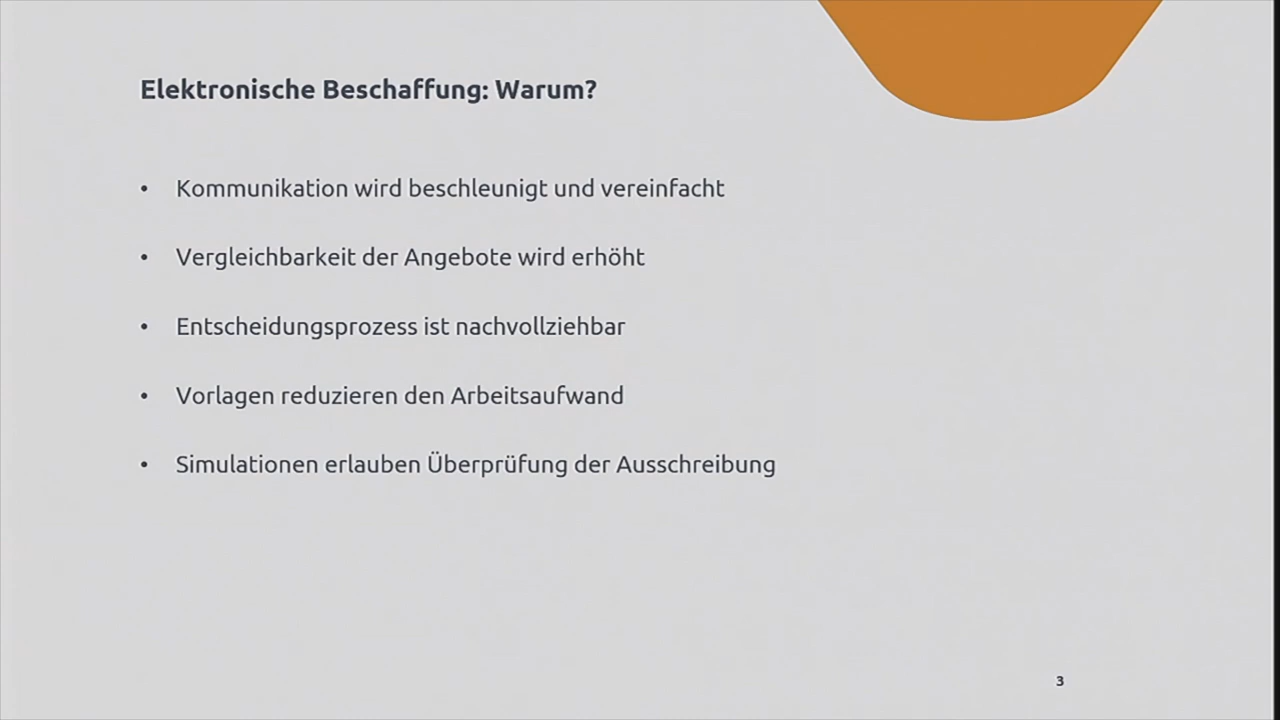 Elektronische Beschaffung: Warum?
• Kommunikation wird beschleunigt und vereinfacht
• Vergleichbarkeit der Angebote wird erhöht
• Entscheidungsprozess ist nachvollziehbar
• Vorlagen reduzieren den Arbeitsaufwand
• Simulationen erlauben Überprüfung der Ausschreibung
3